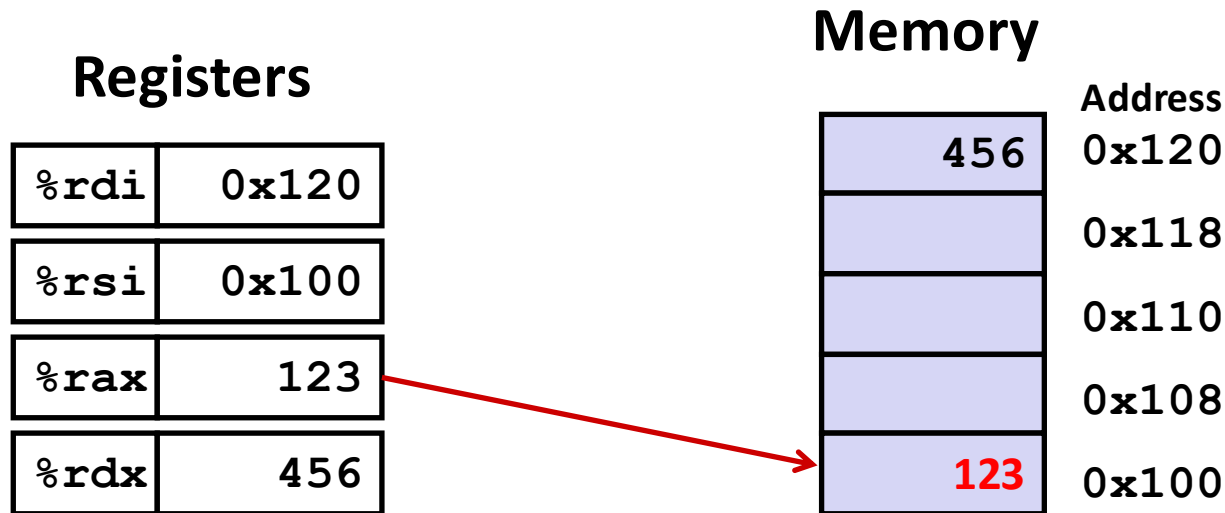 Registers
%rdi 0x120
%rsi 0x100
%rax 123
%rdx 456
Memory
Address
456 0x120
0x118
0x110
0x108
123 0x100